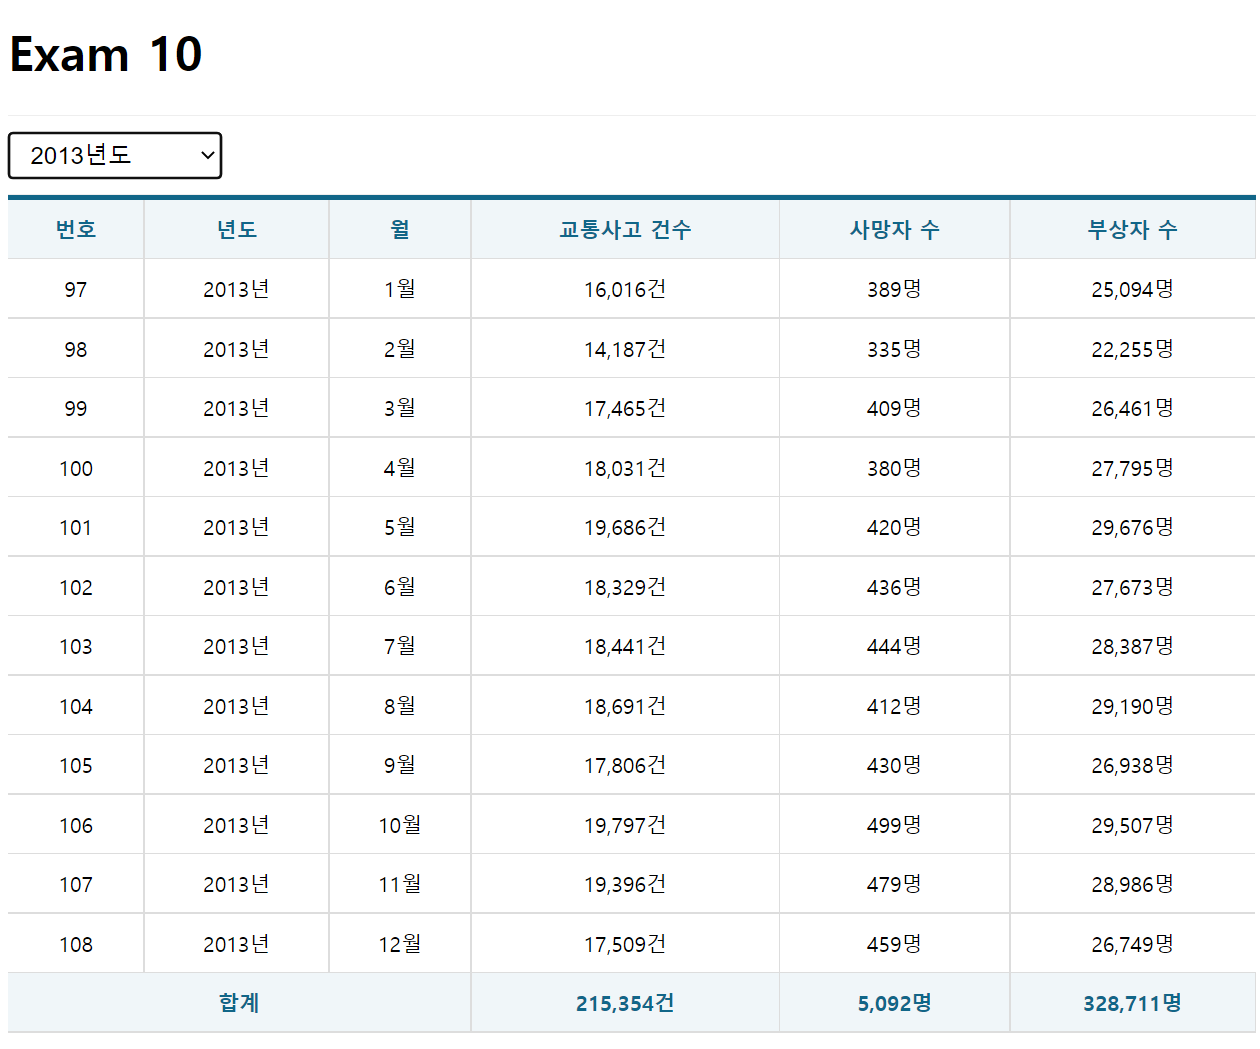 Exam 10
2013년도
번호 년도 월 교통사고 건수 사망자 수 부상자 수
97 2013년 1월 16,016건 389명 25,094명
98 2013년 2월 14,187건 335명 22,255명
99 2013년 3월 17,465건 409명 26,461명
100 2013년 4월 18,031건 380명 27,795명
101 2013년 5월 19,686건 420명 29,676명
102 2013년 6월 18,329건 436명 27,673명
103 2013년 7월 18,441건 444명 28,387명
104 2013년 8월 18,691건 412명 29,190명
105 2013년 9월 17,806건 430명 26,938명
106 2013년 10월 19,797건 499명 29,507명
107 2013년 11월 19,396건 479명 28,986명
108 2013년 12월 17,509건 459명 26,749명
합계 215,354건 5,092명 328,711명